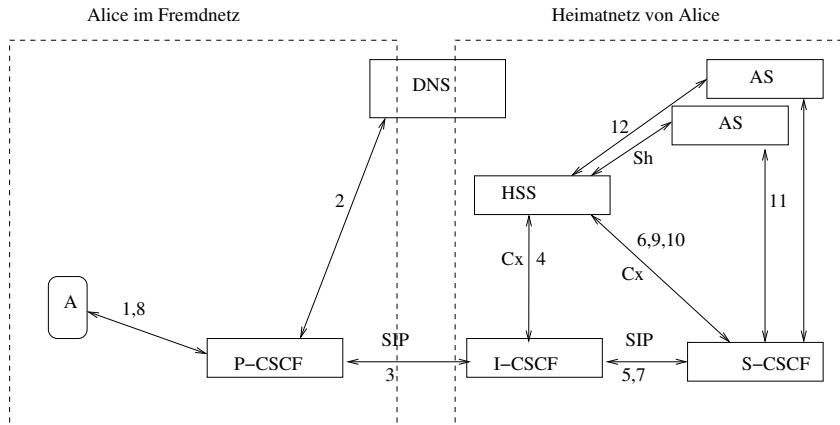 Alice im Fremdnetz
Heimatnetz von Alice
DNS
AS
AS
12
Sh
2
HSS
11
6,9,10
Cx 4
Cx
A
1,8
SIP
SIP
P−CSCF
I−CSCF
S−CSCF
3
5,7